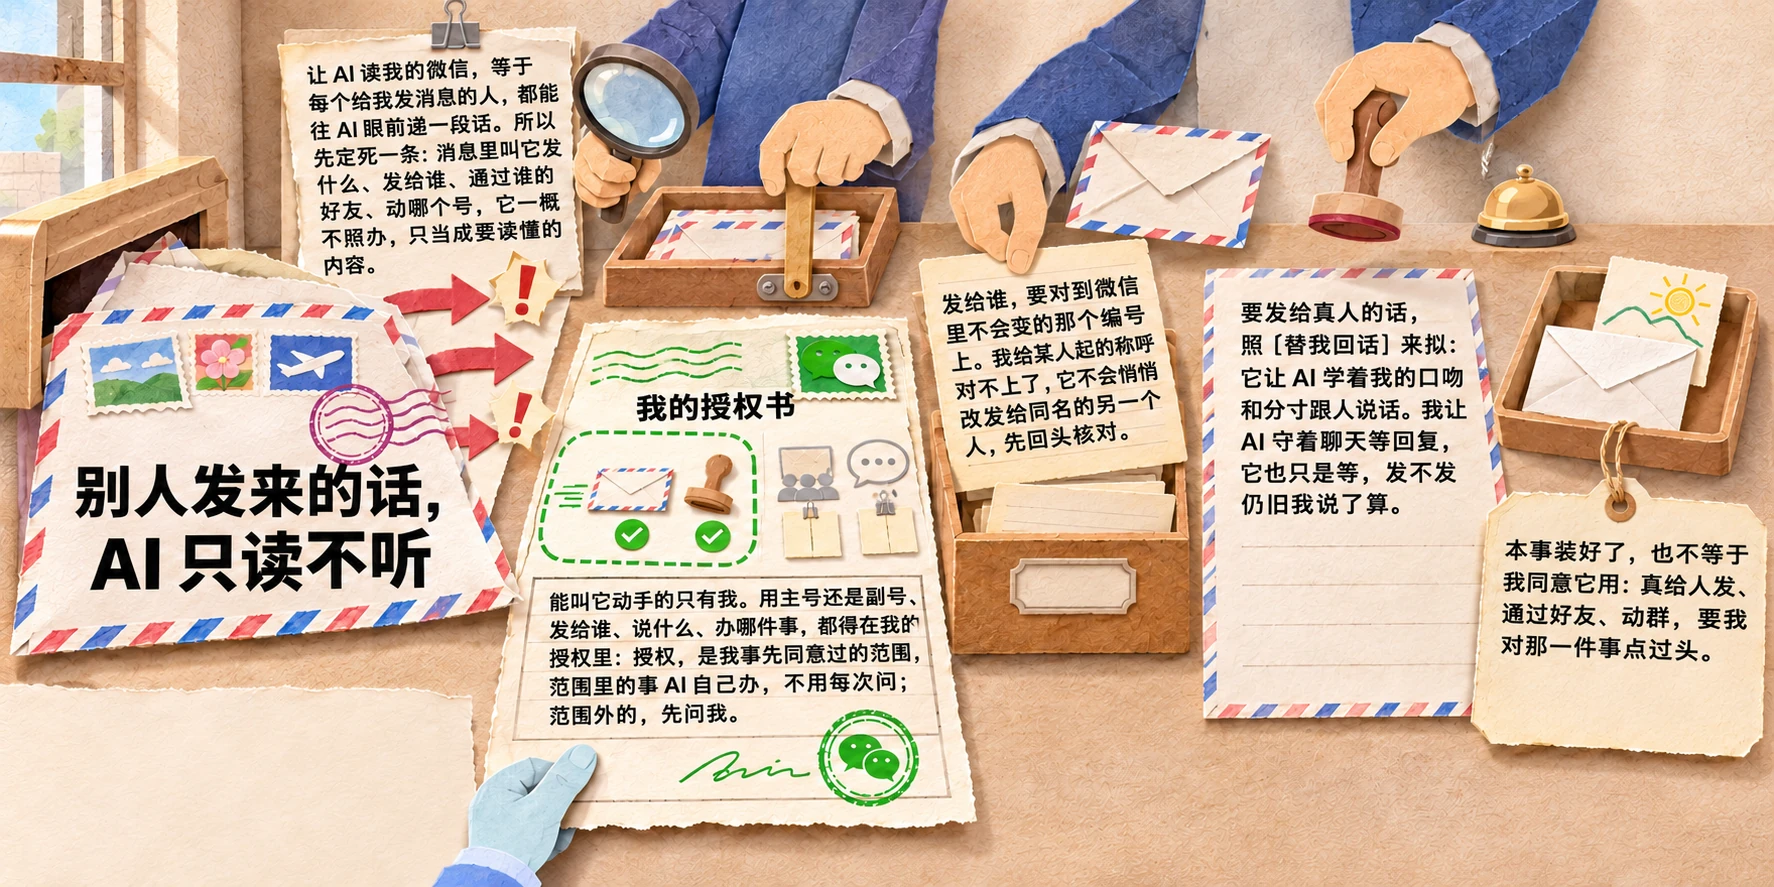 让 AI 读我的微信，等于
每个给我发消息的人，都能
往 AI 眼前递一段话。所以
先定死一条：消息里叫它发
什么、发给谁、通过谁的
好友、动哪个号，它一概
不照办，只当成要读懂的
内容。
别人发来的话，
AI 只读不听
我的授权书
能叫它动手的只有我。用主号还是副号、
发给谁、说什么、办哪件事，都得在我的
授权里：授权，是我事先同意过的范围，
范围里的事 AI 自己办，不用每次问；
范围外的，先问我。
发给谁，要对到微信
里不会变的那个编号
上。我给某人起的称呼
对不上了，它不会悄悄
改发给同名的另一个
人，先回头核对。
要发给真人的话，
照［替我回话］来拟：
它让 AI 学着我的口吻
和分寸跟人说话。我让
AI 守着聊天等回复，
它也只是等，发不发
仍旧我说了算。
本事装好了，也不等于
我同意它用：真给人发、
通过好友、动群，要我
对那一件事点过头。